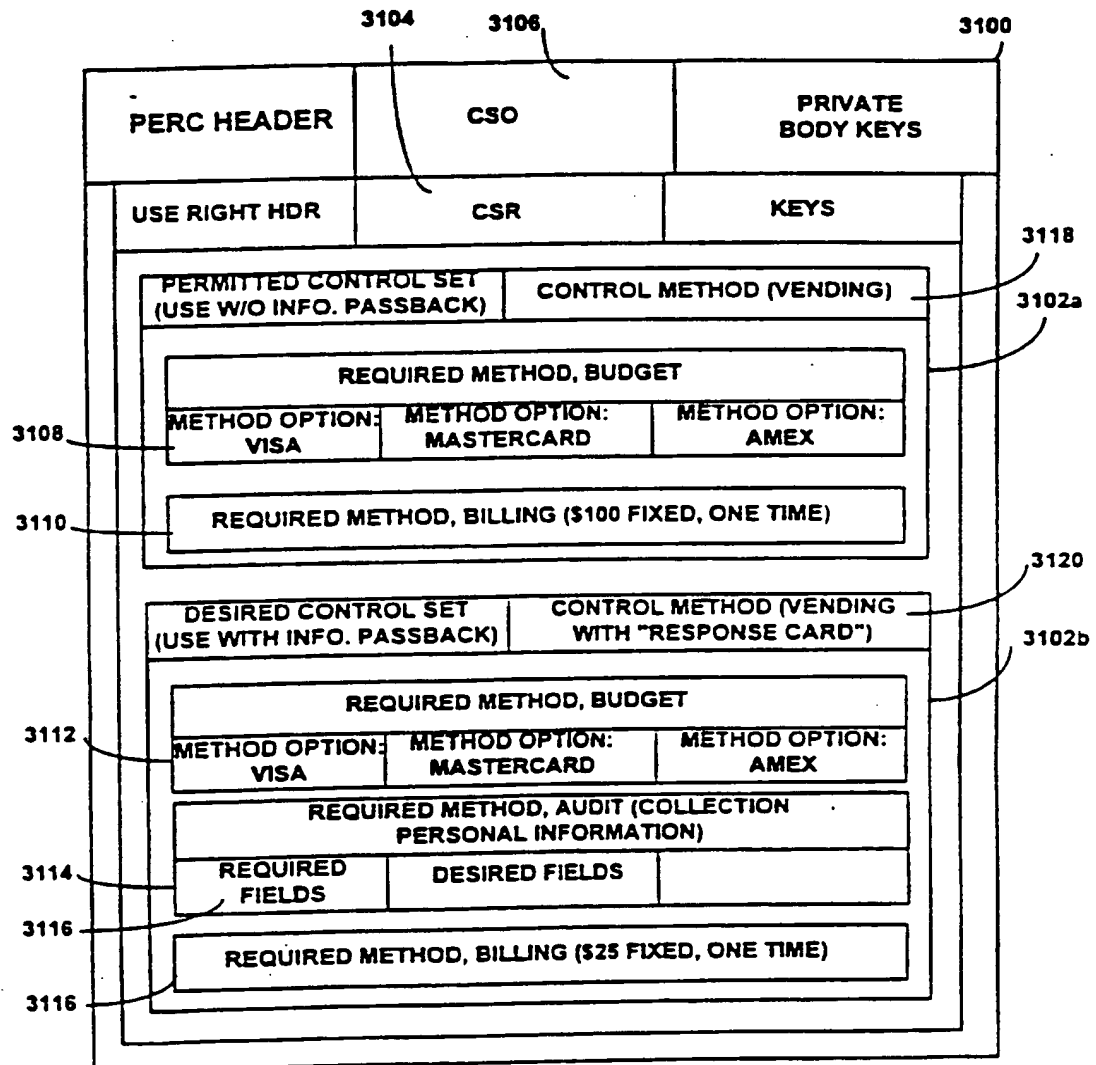 3104
3106
3100
PERC HEADER
CSO
PRIVATE
BODY KEYS
USE RIGHT HDR
CSR
KEYS
3118
PERMITTED CONTROL SET
(USE W/O INFO. PASSBACK)
CONTROL METHOD (VENDING)
3102a
REQUIRED METHOD, BUDGET
3108
METHOD OPTION:
VISA
METHOD OPTION:
MASTERCARD
METHOD OPTION:
AMEX
3110
REQUIRED METHOD, BILLING ($100 FIXED, ONE TIME)
3120
DESIRED CONTROL SET
(USE WITH INFO. PASSBACK)
CONTROL METHOD (VENDING
WITH "RESPONSE CARD")
3102b
REQUIRED METHOD, BUDGET
3112
METHOD OPTION:
VISA
METHOD OPTION:
MASTERCARD
METHOD OPTION:
AMEX
REQUIRED METHOD, AUDIT (COLLECTION
PERSONAL INFORMATION)
3114
REQUIRED
FIELDS
DESIRED FIELDS
3116
REQUIRED METHOD, BILLING ($25 FIXED, ONE TIME)
3116